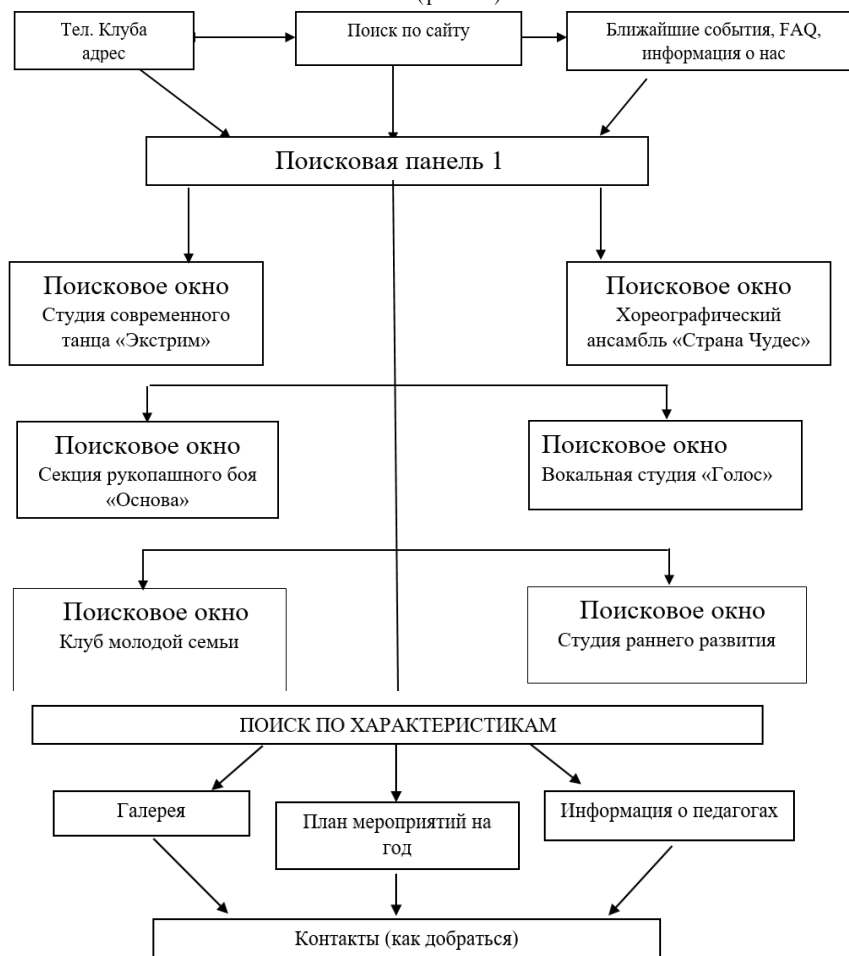 Тел. Клуба
адрес
Поиск по сайту
Ближайшие события, FAQ,
информация о нас
Поисковая панель 1
Поисковое окно
Студия современного
танца «Экстрим»
Поисковое окно
Хореографический
ансамбль «Страна Чудес»
Поисковое окно
Секция рукопашного боя
«Основа»
Поисковое окно
Вокальная студия «Голос»
Поисковое окно
Клуб молодой семьи
Поисковое окно
Студия раннего развития
ПОИСК ПО ХАРАКТЕРИСТИКАМ
Галерея
План мероприятий на
год
Информация о педагогах
Контакты (как добраться)